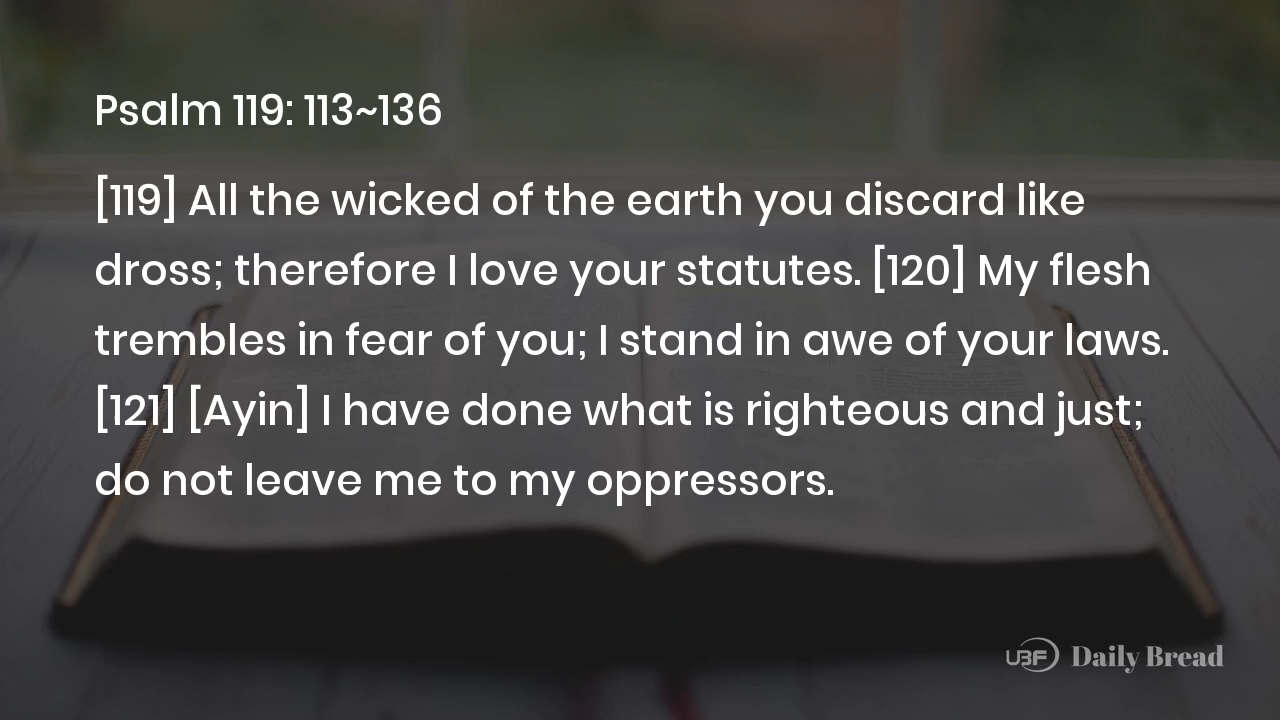 Psalm 119: 113~136
[119] All the wicked of the earth you discard like
dross; therefore I love your statutes. [120] My flesh
trembles in fear of you; I stand in awe of your laws.
[121] [Ayin] I have done what is righteous and just;
do not leave me to my oppressors.
UBF Daily Bread